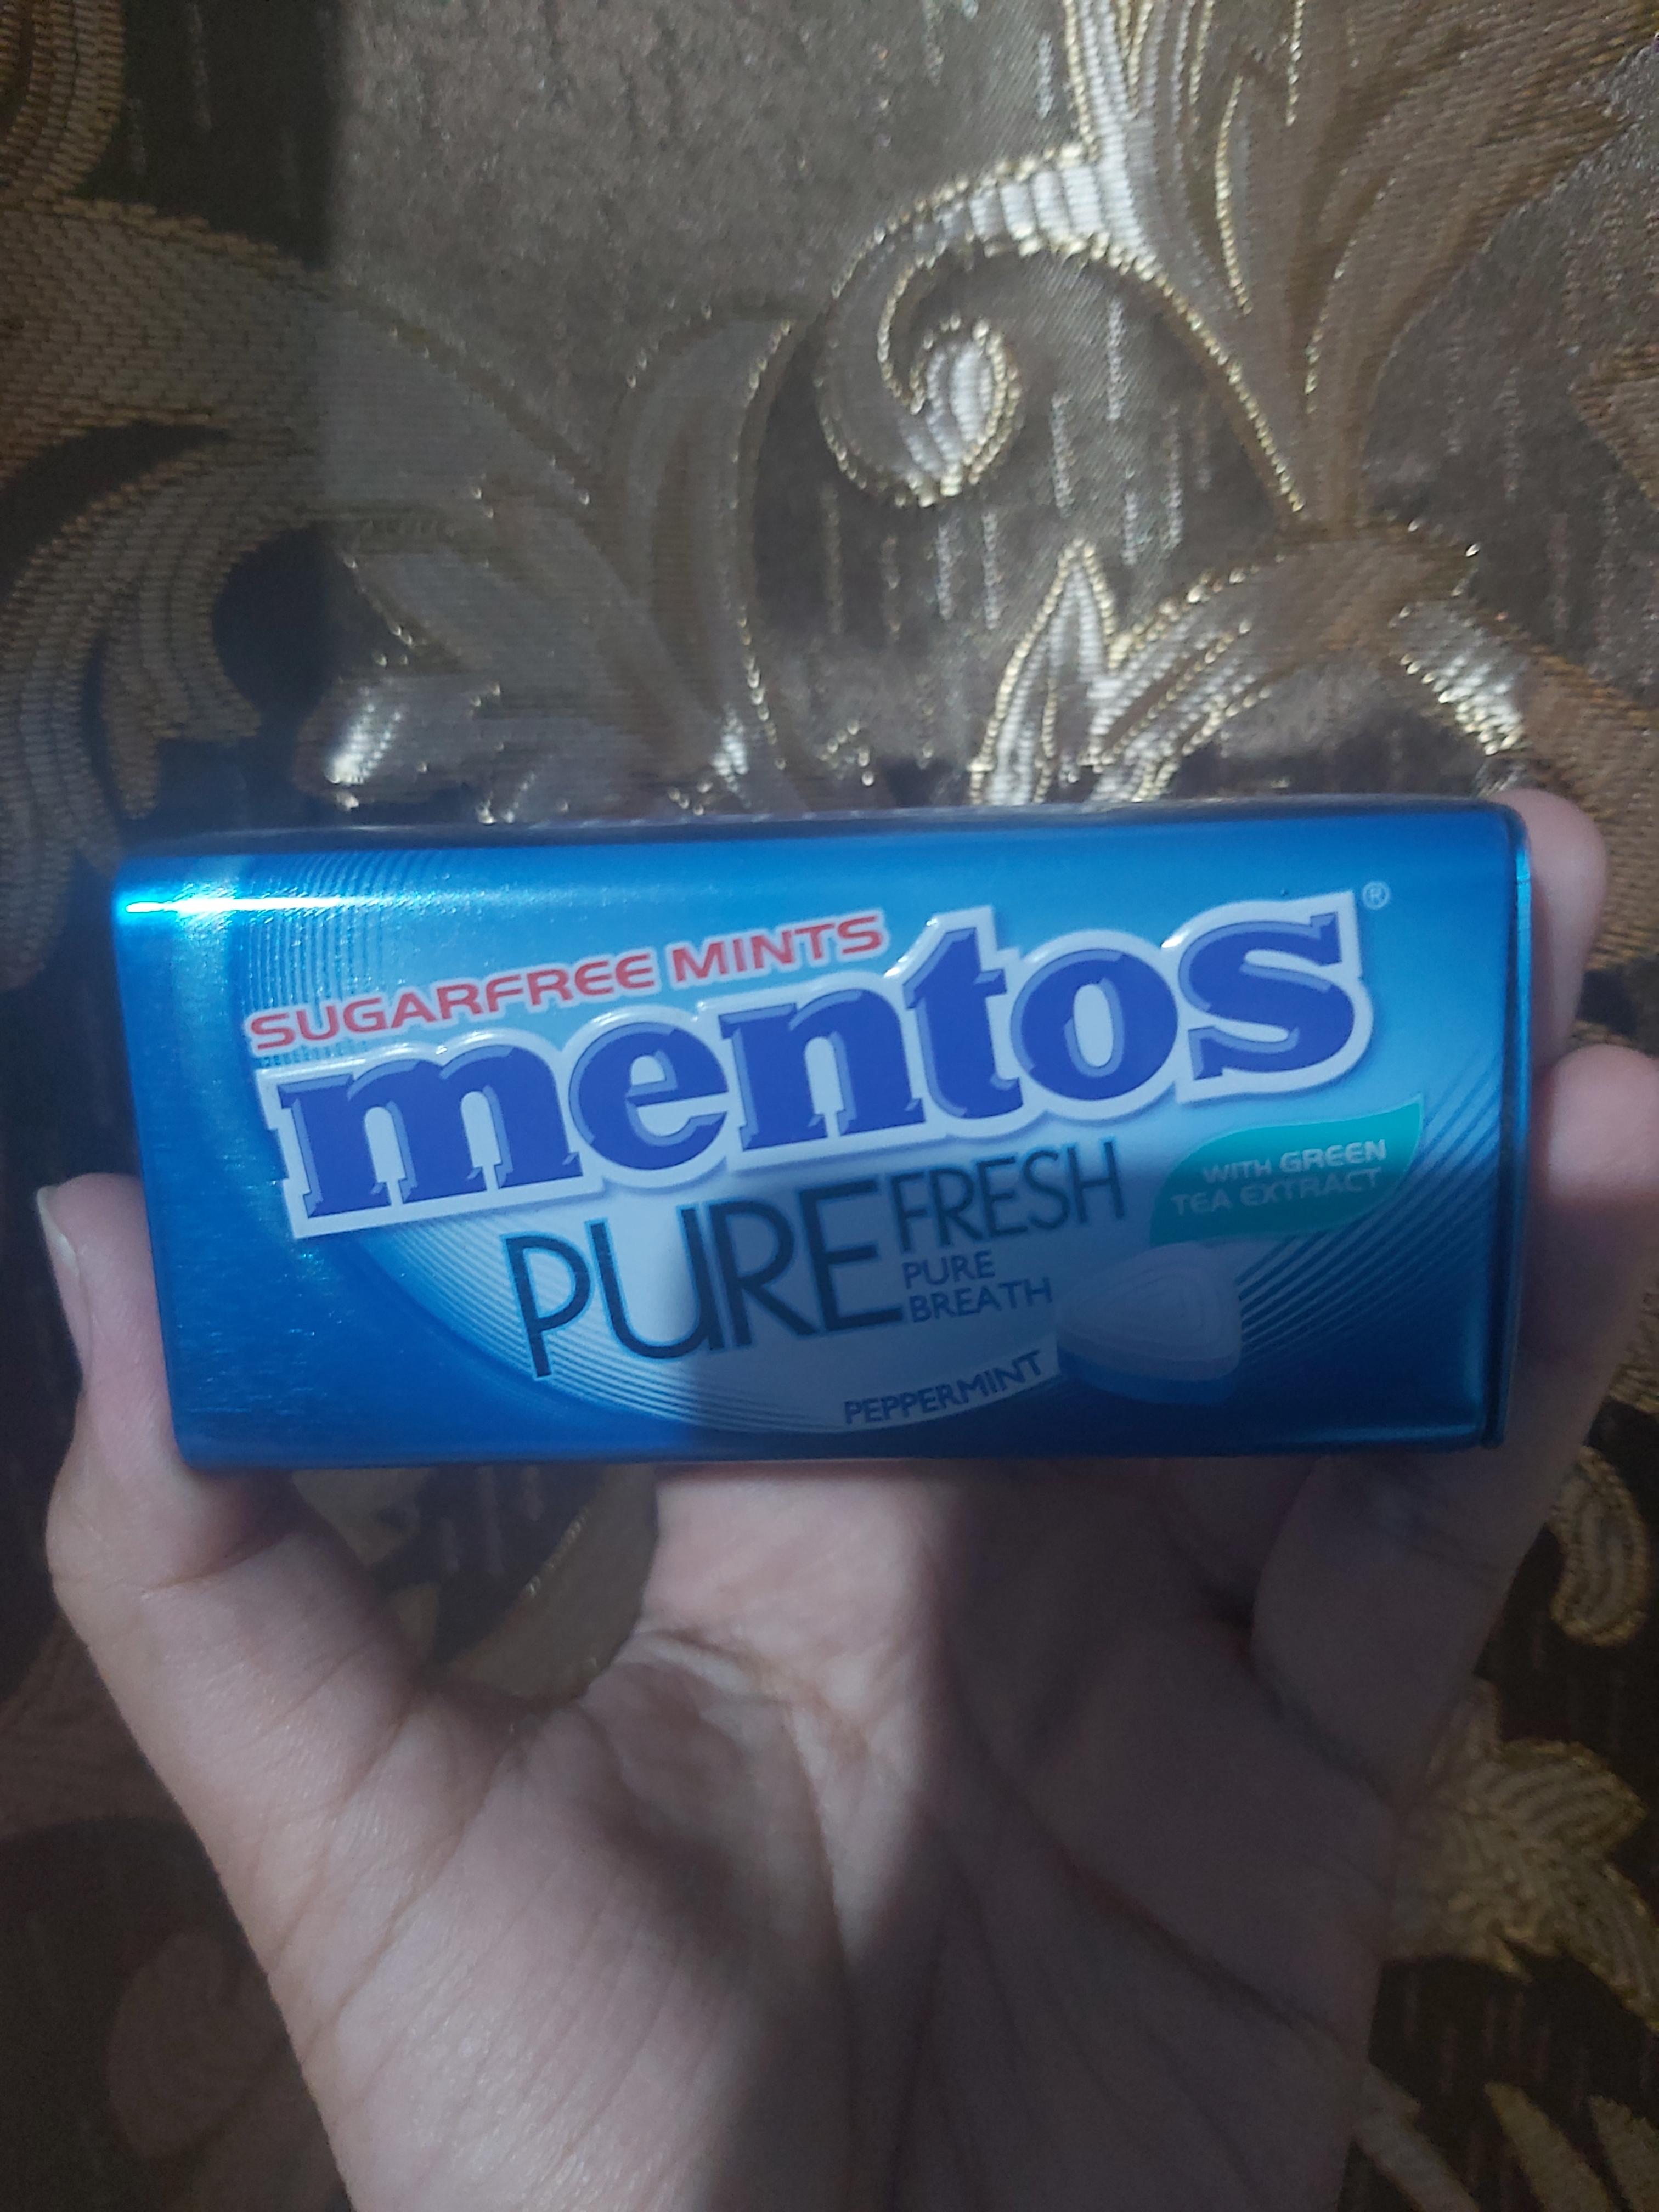 SUGARFREE MINTS
mentos®
PURE FRESH
PURE
BREATH
WITH GREEN
TEA EXTRACT
PEPPERMINT